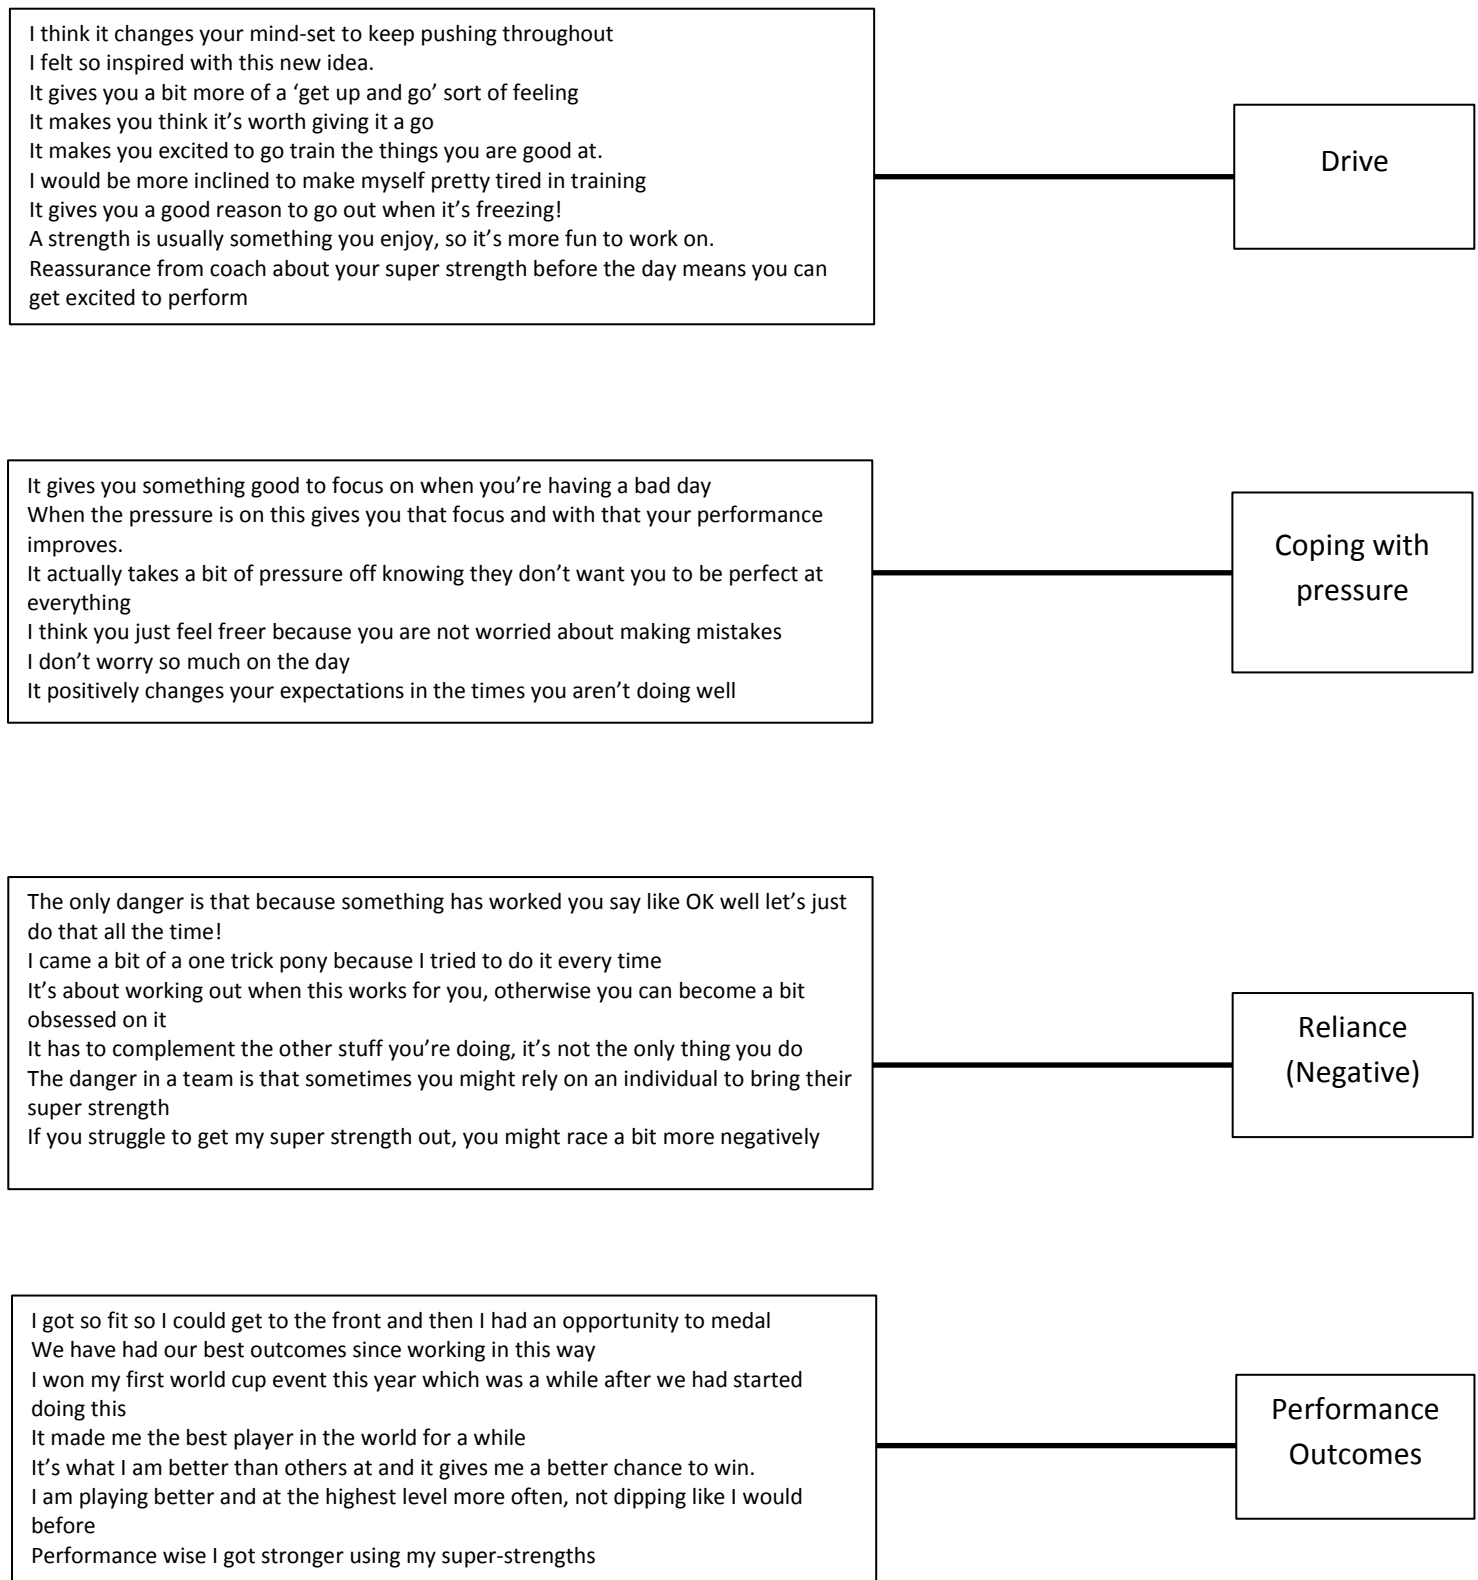 I think it changes your mind-set to keep pushing throughout
I felt so inspired with this new idea.
It gives you a bit more of a ‘get up and go’ sort of feeling
It makes you think it’s worth giving it a go
It makes you excited to go train the things you are good at.
I would be more inclined to make myself pretty tired in training
It gives you a good reason to go out when it’s freezing!
A strength is usually something you enjoy, so it’s more fun to work on.
Reassurance from coach about your super strength before the day means you can
get excited to perform
Drive
It gives you something good to focus on when you’re having a bad day
When the pressure is on this gives you that focus and with that your performance
improves.
It actually takes a bit of pressure off knowing they don’t want you to be perfect at
everything
I think you just feel freer because you are not worried about making mistakes
I don’t worry so much on the day
It positively changes your expectations in the times you aren’t doing well
Coping with
pressure
The only danger is that because something has worked you say like OK well let’s just
do that all the time!
I came a bit of a one trick pony because I tried to do it every time
It’s about working out when this works for you, otherwise you can become a bit
obsessed on it
It has to complement the other stuff you’re doing, it’s not the only thing you do
The danger in a team is that sometimes you might rely on an individual to bring their
super strength
If you struggle to get my super strength out, you might race a bit more negatively
Reliance
(Negative)
I got so fit so I could get to the front and then I had an opportunity to medal
We have had our best outcomes since working in this way
I won my first world cup event this year which was a while after we had started
doing this
It made me the best player in the world for a while
It’s what I am better than others at and it gives me a better chance to win.
I am playing better and at the highest level more often, not dipping like I would
before
Performance wise I got stronger using my super-strengths
Performance
Outcomes